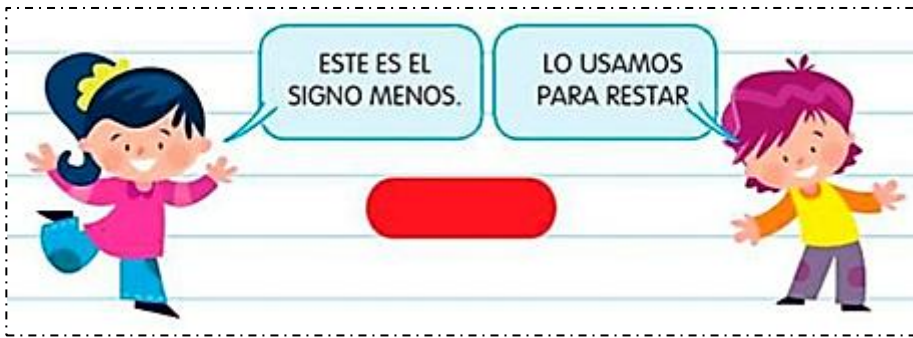 ESTE ES EL
SIGNO MENOS.
LO USAMOS
PARA RESTAR